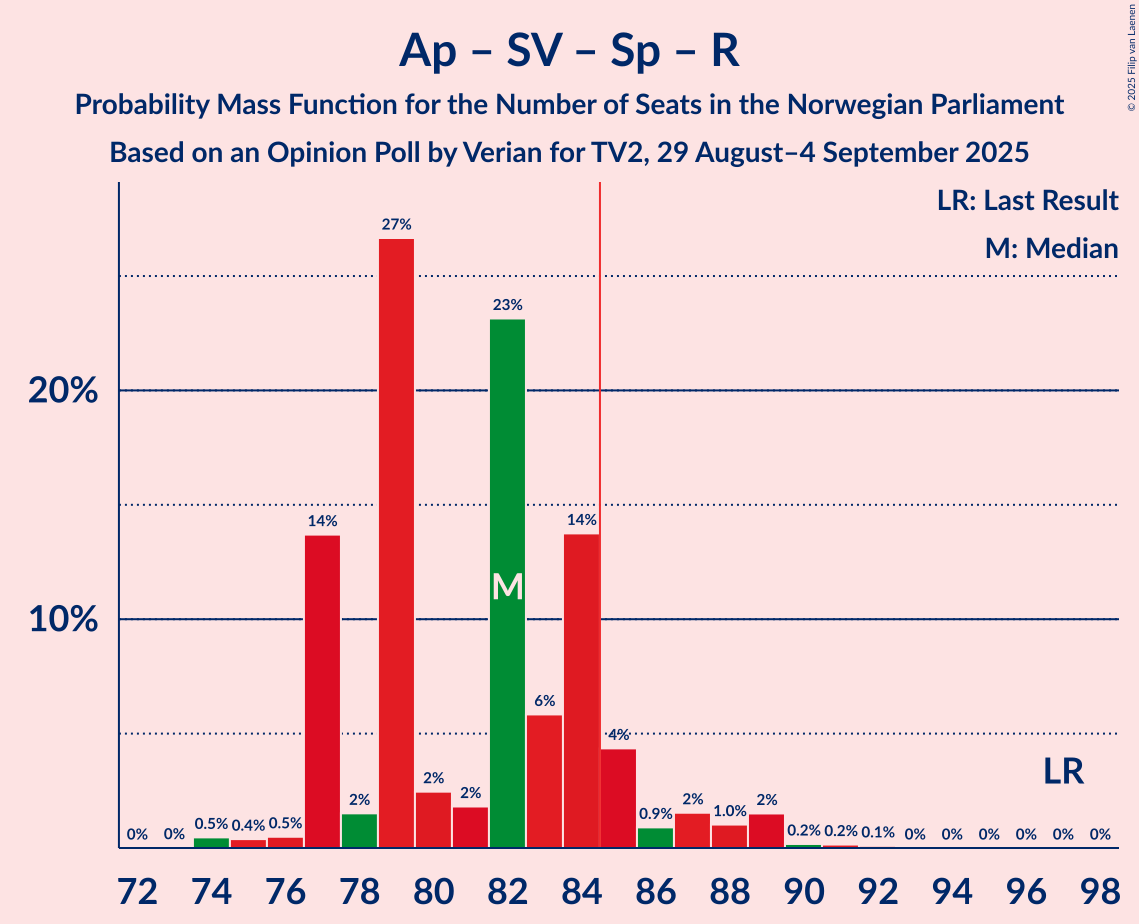 Ap – SV – Sp – R
Probability Mass Function for the Number of Seats in the Norwegian Parliament
Based on an Opinion Poll by Verian for TV2, 29 August–4 September 2025
© 2025 Filip van Laenen
LR: Last Result
M: Median
20%
10%
0% 0% 0.5% 0.4% 0.5% 14% 2% 27% 2% 2% 23% 6% 14% 4% 0.9% 2% 1.0% 2% 0.2% 0.2% 0.1% 0% 0% 0% 0% 0% 0%
M
LR
72 74 76 78 80 82 84 86 88 90 92 94 96 98